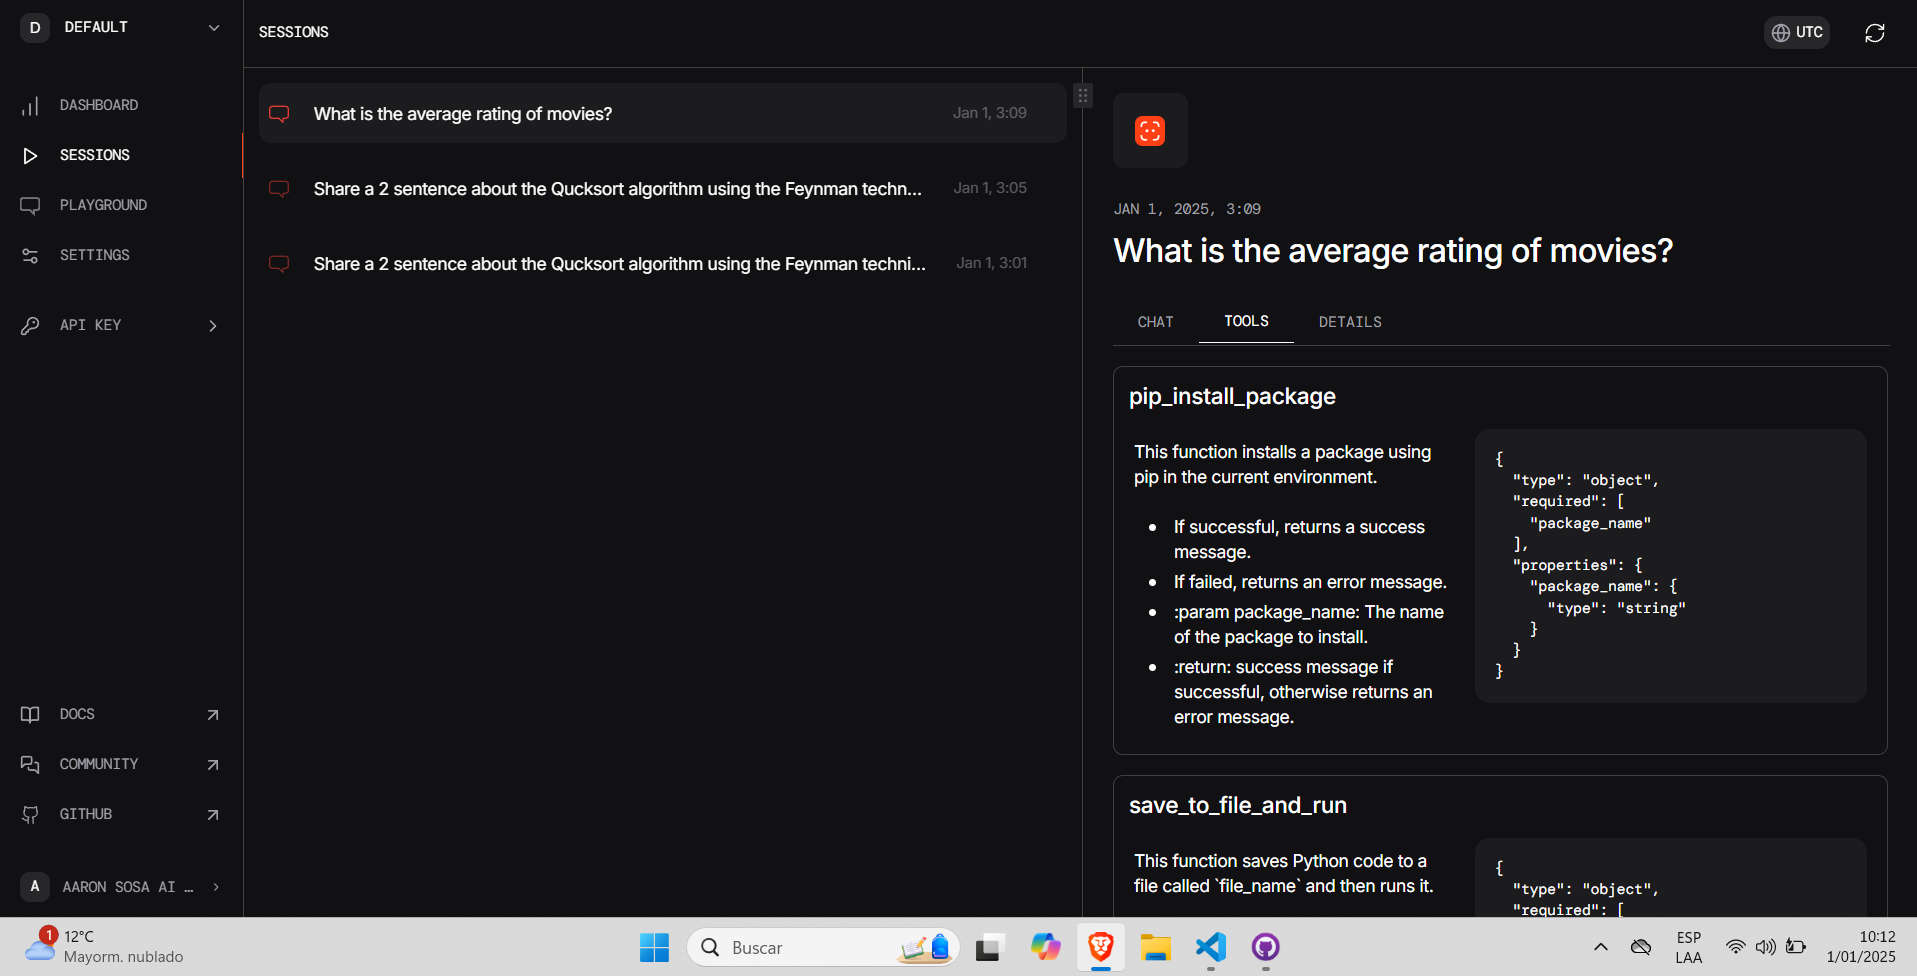 D DEFAULT
DASHBOARD
SESSIONS
PLAYGROUND
SETTINGS
API KEY
DOCS
COMMUNITY
GITHUB
A AARON SOSA AI ...
SESSIONS
UTC
What is the average rating of movies? Jan 1, 3:09
Share a 2 sentence about the Qucksort algorithm using the Feynman techn... Jan 1, 3:05
Share a 2 sentence about the Qucksort algorithm using the Feynman techni... Jan 1, 3:01
JAN 1, 2025, 3:09
What is the average rating of movies?
CHAT TOOLS DETAILS
pip_install_package
This function installs a package using
pip in the current environment.
• If successful, returns a success
message.
• If failed, returns an error message.
• :param package_name: The name
of the package to install.
• :return: success message if
successful, otherwise returns an
error message.
{
"type": "object",
"required": [
"package_name"
],
"properties": {
"package_name": {
"type": "string"
}
}
}
save_to_file_and_run
This function saves Python code to a
file called `file_name` and then runs it.
{
"type": "object",
"required": [
1
12°C
Mayorm. nublado
Buscar
ESP
LAA
10:12
1/01/2025